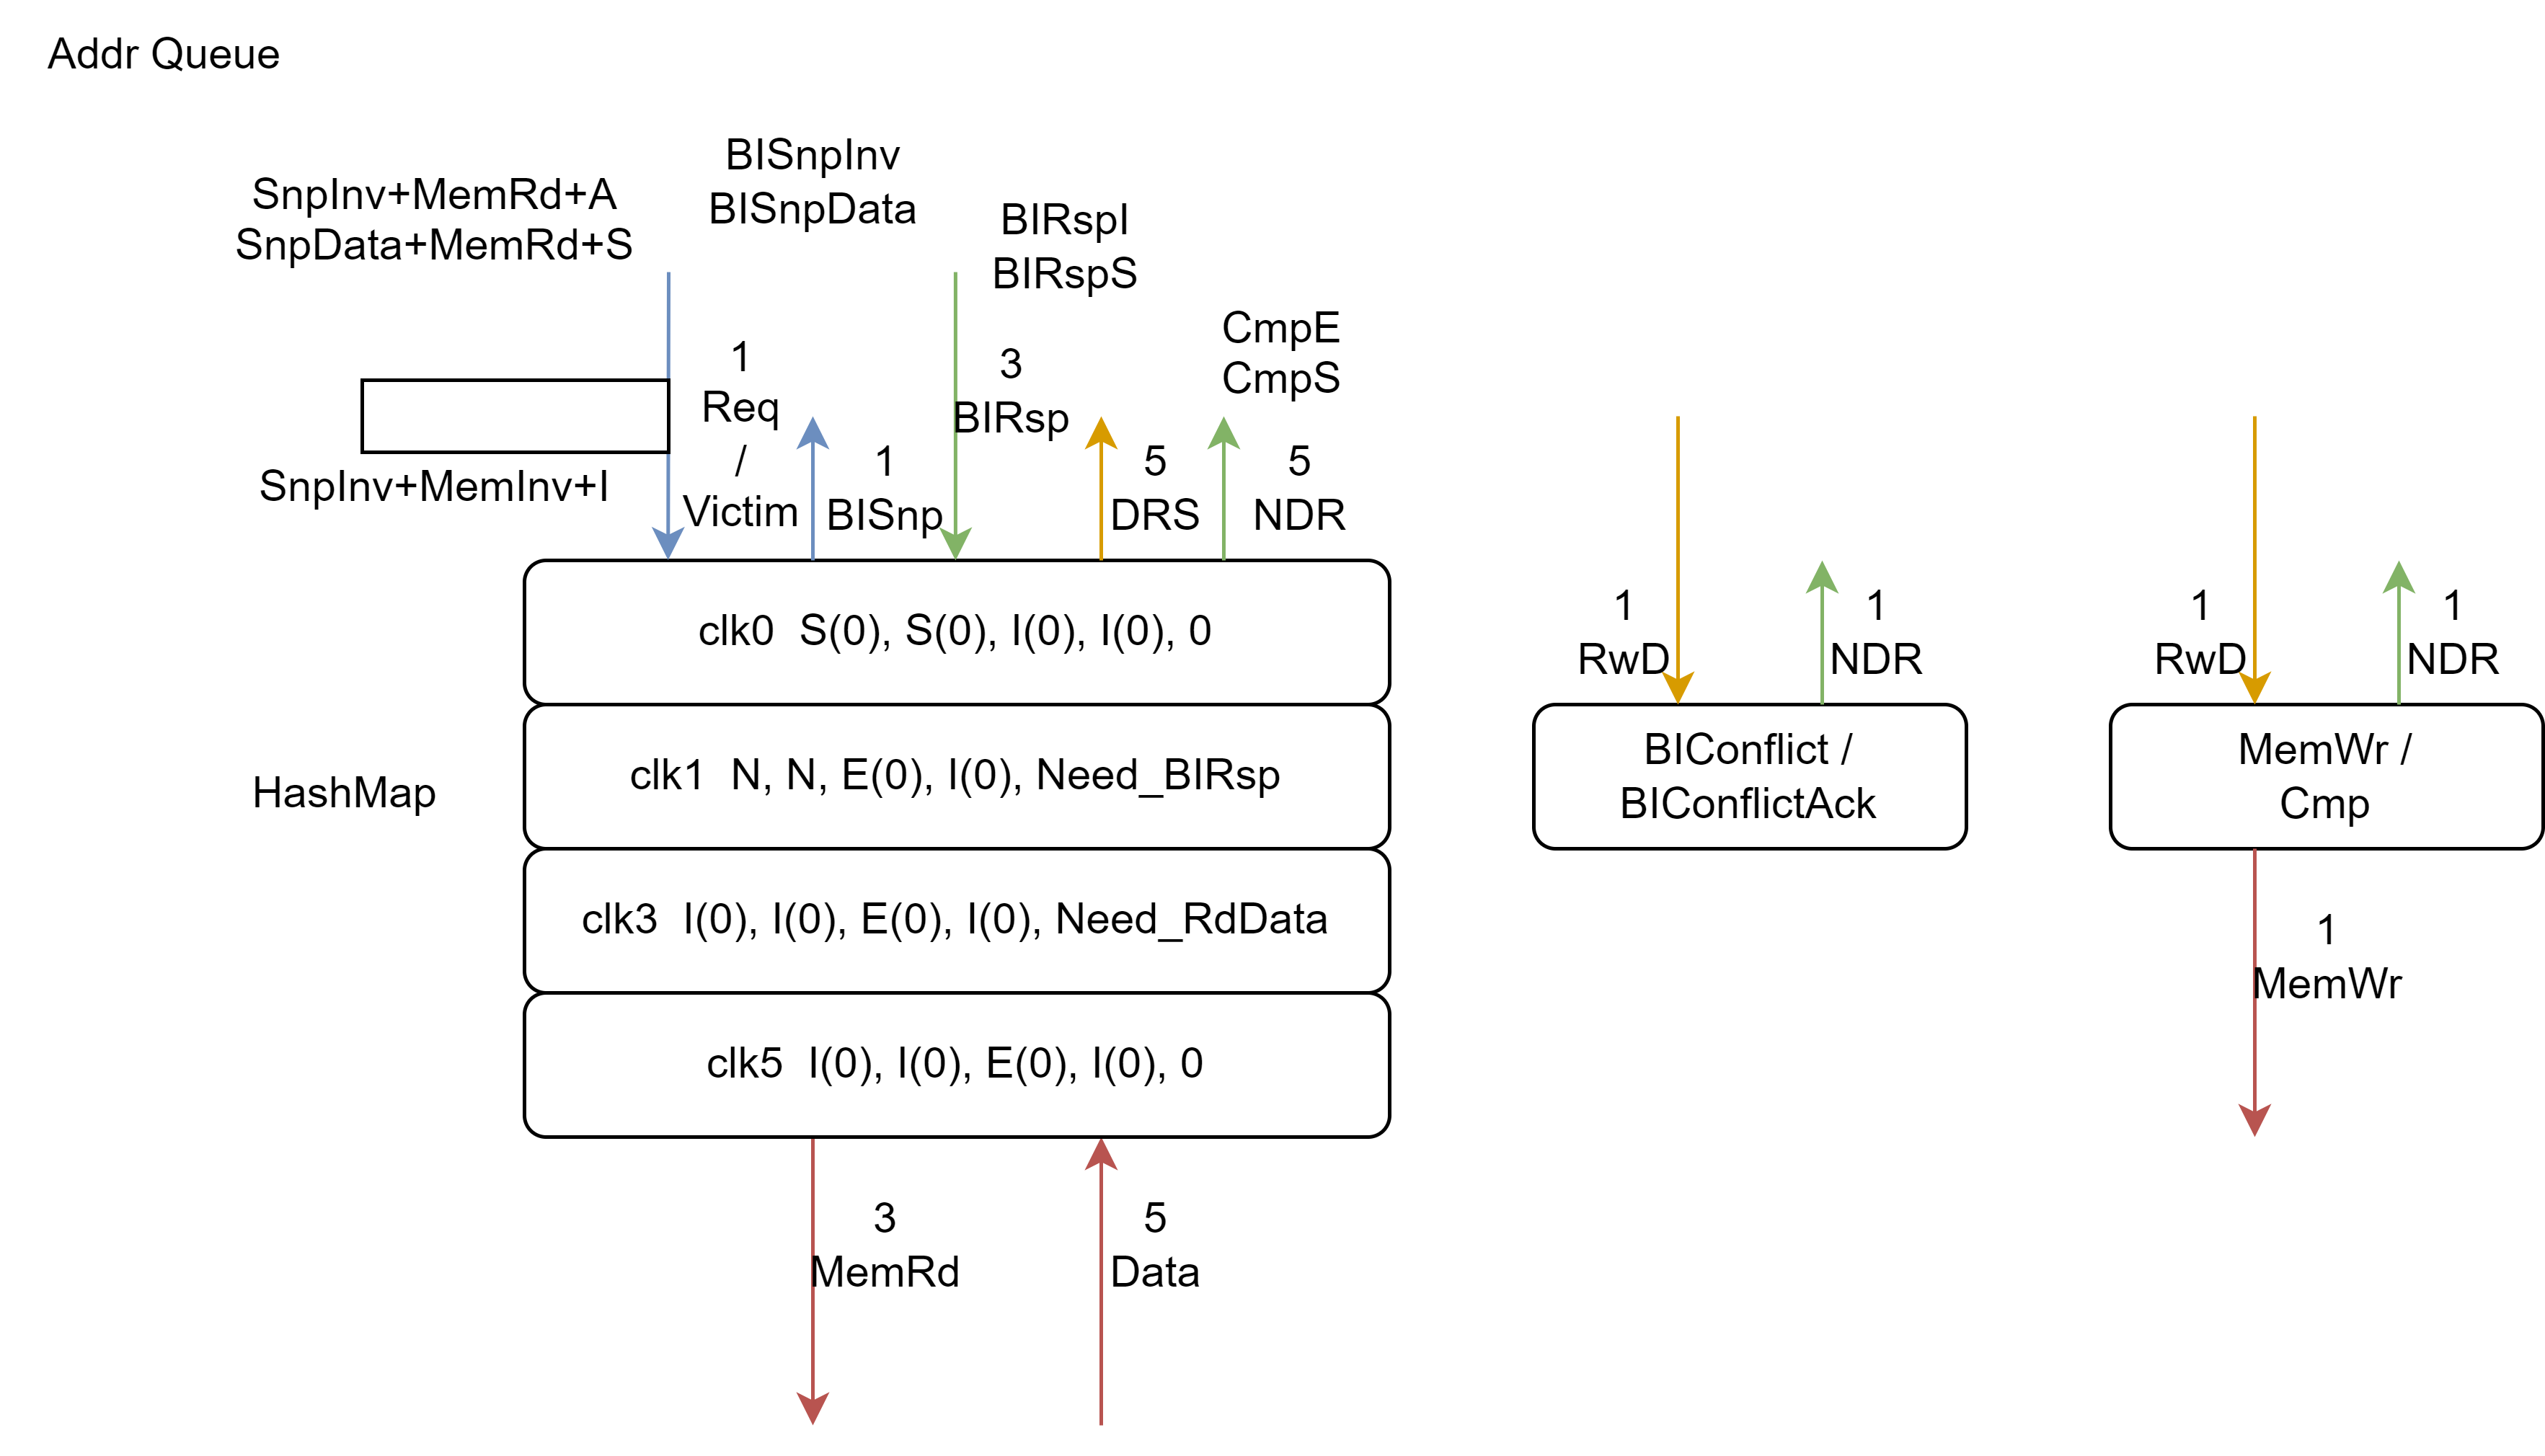 Addr Queue
BISnpInv
BISnpData
SnpInv+MemRd+A
SnpData+MemRd+S
BIRspI
BIRspS
CmpE
CmpS
1
Req
/
Victim
3
BIRsp
1
BISnp
5
DRS
5
NDR
SnpInv+MemInv+I
clk0 S(0), S(0), I(0), I(0), 0
1
RwD
1
NDR
1
RwD
1
NDR
HashMap
clk1 N, N, E(0), I(0), Need_BIRsp
BIConflict /
BIConflictAck
MemWr /
Cmp
clk3 I(0), I(0), E(0), I(0), Need_RdData
1
MemWr
clk5 I(0), I(0), E(0), I(0), 0
3
MemRd
5
Data